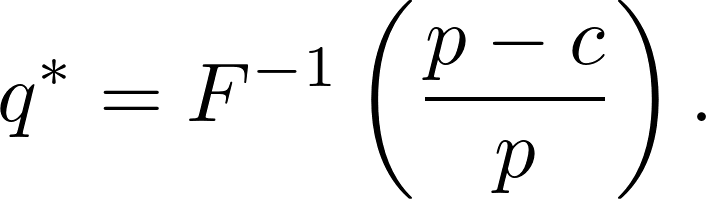 q* = F⁻¹ ( (p − c) / p ) .